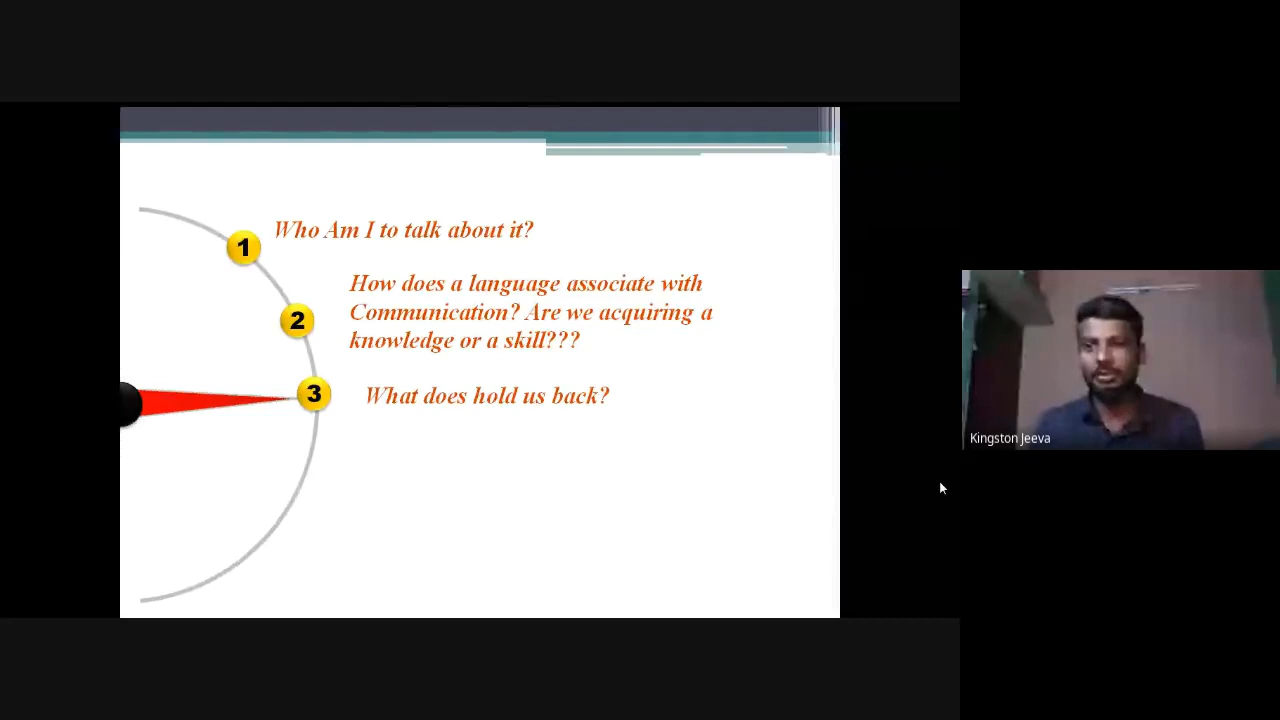 1
Who Am I to talk about it?
2
How does a language associate with
Communication? Are we acquiring a
knowledge or a skill???
3
What does hold us back?
Kingston Jeeva